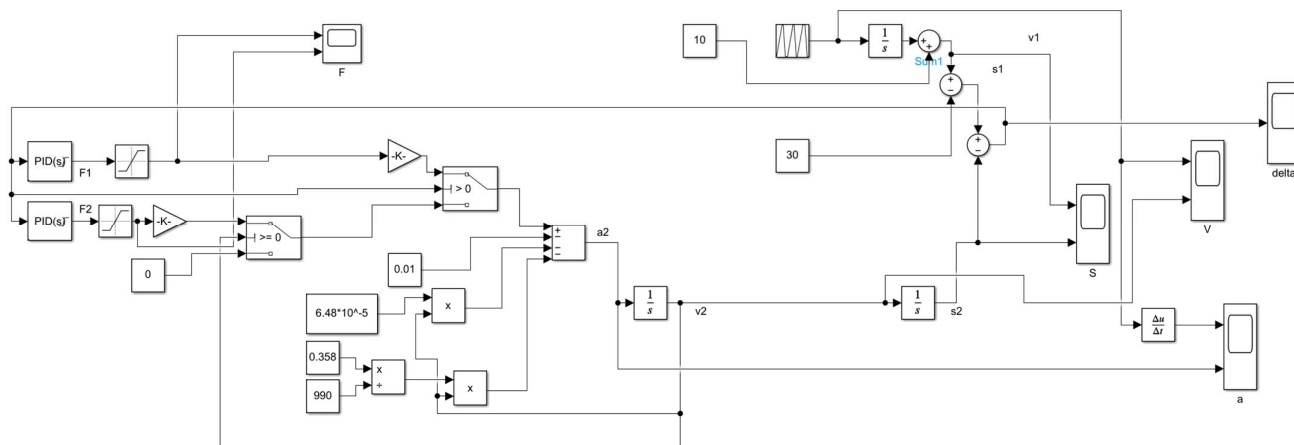 F
10
1
s
+
+
Sum1
v1
s1
+
−
30
+
−
delta
PID(s)
F1
-K-
> 0
PID(s)
F2
-K-
>= 0
0
+
−
−
−
a2
0.01
6.48*10^-5
x
0.358
990
x
÷
x
1
s
v2
1
s
s2
S
V
Δu
Δt
a